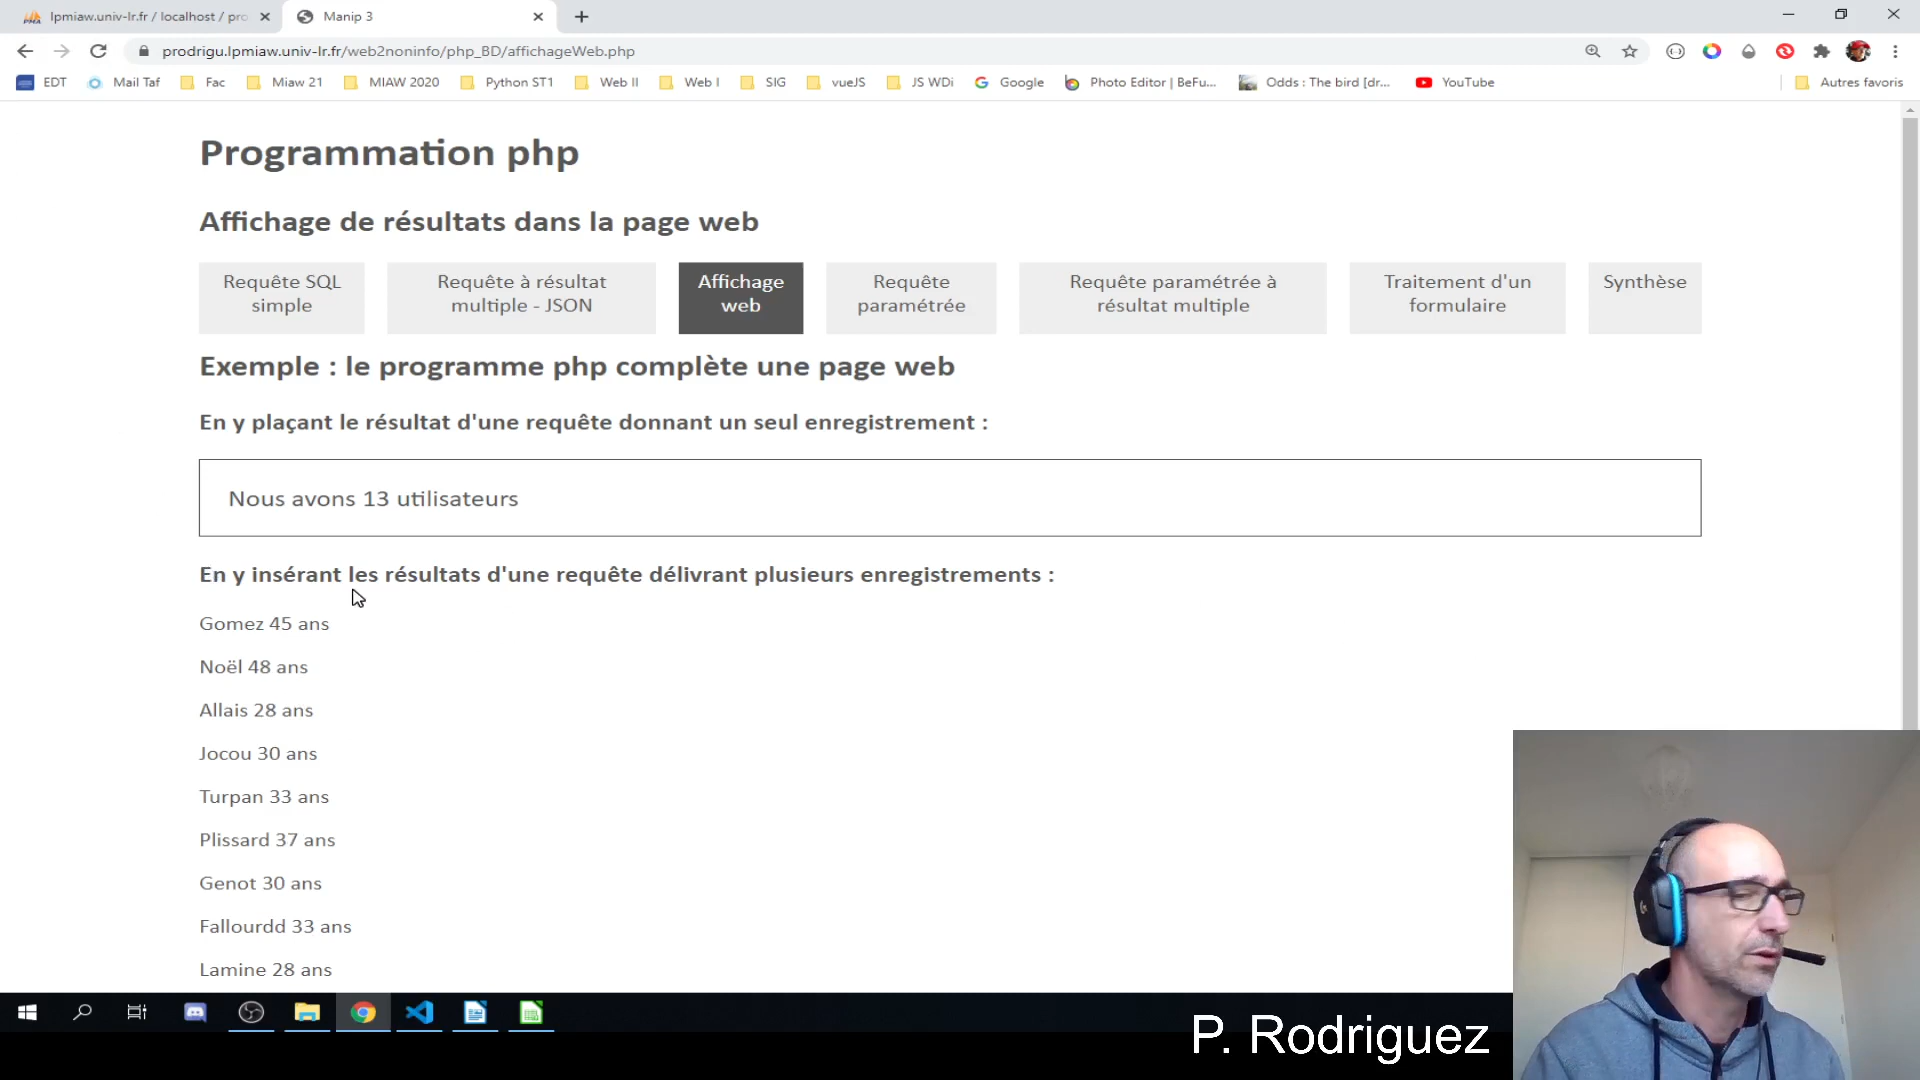 lpmiaw.univ-lr.fr / localhost / pro
Manip 3
prodrigu.lpmiaw.univ-lr.fr/web2noninfo/php_BD/affichageWeb.php
EDT Mail Taf Fac Miaw 21 MIAW 2020 Python ST1 Web II Web I SIG vueJS JS WDi Google Photo Editor | BeFu... Odds : The bird [dr... YouTube Autres favoris
Programmation php
Affichage de résultats dans la page web
Requête SQL
simple
Requête à résultat
multiple - JSON
Affichage
web
Requête
paramétrée
Requête paramétrée à
résultat multiple
Traitement d'un
formulaire
Synthèse
Exemple : le programme php complète une page web
En y plaçant le résultat d'une requête donnant un seul enregistrement :
Nous avons 13 utilisateurs
En y insérant les résultats d'une requête délivrant plusieurs enregistrements :
Gomez 45 ans
Noël 48 ans
Allais 28 ans
Jocou 30 ans
Turpan 33 ans
Plissard 37 ans
Genot 30 ans
Fallourdd 33 ans
Lamine 28 ans
P. Rodriguez